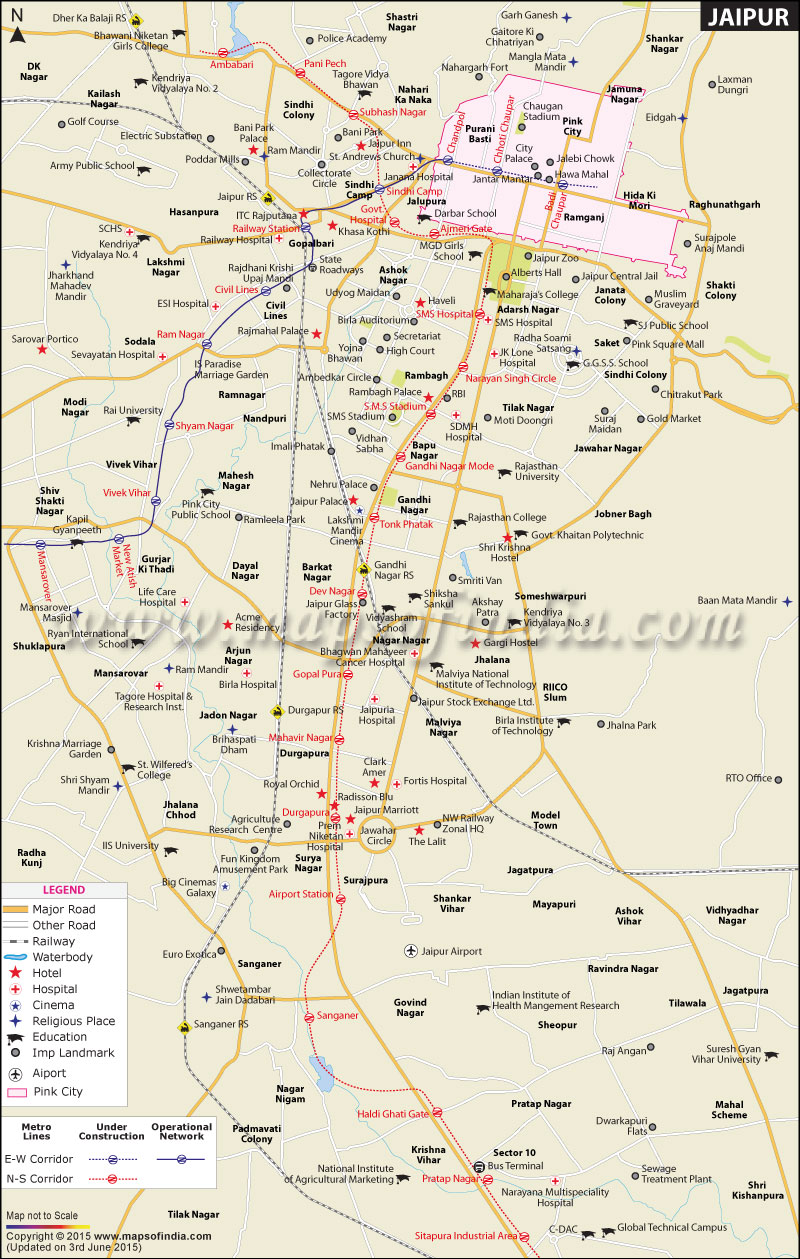 JAIPUR
N
Dher Ka Balaji RS
Bhawani Niketan
Girls College
Shastri
Nagar
Garh Ganesh
Gaitore Ki
Chhatriyan
Shankar
Nagar
Police Academy
Ambabari
Pani Pech
Mangla Mata
Mandir
DK
Nagar
Kendriya
Vidyalaya No. 2
Tagore Vidya
Bhawan
Nahargarh Fort
Laxman
Dungri
Kailash
Nagar
Sindhi
Colony
Nahari
Ka Naka
Jamuna
Nagar
Subhash Nagar
Chaugan
Stadium
Pink
City
Eidgah
Golf Course
Electric Substation
Bani Park
Palace
Bani Park
Jaipur Inn
Purani
Basti
Chandpol
Chhoti Chaupar
City
Palace
Jalebi Chowk
Poddar Mills
Ram Mandir
St. Andrews Church
Army Public School
Collectorate
Circle
Janana Hospital
Jantar Mantar
Hawa Mahal
Sindhi
Camp
Sindhi Camp
Jaipur RS
Jalupura
Badi
Chaupar
Hida Ki
Mori
Raghunathgarh
Hasanpura
ITC Rajputana
Railway Station
Govt.
Hospital
Darbar School
Ramganj
SCHS
Khasa Kothi
Ajmeri Gate
Kendriya
Vidyalaya No. 4
Railway Hospital
Gopalbari
MGD Girls
School
Surajpole
Anaj Mandi
Lakshmi
Nagar
Rajdhani Krishi
Upaj Mandi
State
Roadways
Jaipur Zoo
Jharkhand
Mahadev
Mandir
Ashok
Nagar
Alberts Hall
Jaipur Central Jail
Shakti
Colony
Civil Lines
Udyog Maidan
Maharaja's College
Janata
Colony
Muslim
Graveyard
ESI Hospital
Civil
Lines
Haveli
Adarsh Nagar
SMS Hospital
SMS Hospital
Birla Auditorium
SJ Public School
Ram Nagar
Rajmahal Palace
Secretariat
Radha Soami
Satsang
Saket
Pink Square Mall
Sarovar Portico
Sodala
Yojna
Bhawan
High Court
JK Lone
Hospital
Sevayatan Hospital
IS Paradise
Marriage Garden
G.G.S.S. School
Ambedkar Circle
Rambagh
Narayan Singh Circle
Sindhi Colony
Rambagh Palace
RBI
Chitrakut Park
Modi
Nagar
Ramnagar
S.M.S Stadium
Tilak Nagar
Rai University
Nandpuri
SMS Stadium
SDMH
Hospital
Moti Doongri
Suraj
Maidan
Gold Market
Shyam Nagar
Vidhan
Sabha
Bapu
Nagar
Imali Phatak
Jawahar Nagar
Vivek Vihar
Gandhi Nagar Mode
Rajasthan
University
Mahesh
Nagar
Nehru Palace
Shiv
Shakti
Nagar
Vivek Vihar
Pink City
Public School
Jaipur Palace
Gandhi
Nagar
Jobner Bagh
Ramleela Park
Lakshmi
Mandir
Cinema
Tonk Phatak
Rajasthan College
Kapil
Gyanpeeth
Govt. Khaitan Polytechnic
Shri Krishna
Hostel
Mansarover
New Atish
Market
Gurjar
Ki Thadi
Dayal
Nagar
Barkat
Nagar
Gandhi
Nagar RS
Smriti Van
Life Care
Hospital
Dev Nagar
Shiksha
Sankul
Someshwarpuri
Mansarover
Masjid
Jaipur Glass
Factory
Akshay
Patra
Kendriya
Vidyalaya No. 3
Baan Mata Mandir
Acme
Residency
Vidyashram
School
www.mapsofindia.com
Ryan International
School
Nagar Nagar
Gargi Hostel
Shuklapura
Arjun
Nagar
Bhagwan Mahaveer
Cancer Hospital
Jhalana
Mansarovar
Ram Mandir
Gopal Pura
Malviya National
Institute of Technology
Birla Hospital
RIICO
Slum
Tagore Hospital &
Research Inst.
Jaipuria
Hospital
Jaipur Stock Exchange Ltd.
Durgapur RS
Jadon Nagar
Malviya
Nagar
Birla Institute
of Technology
Jhalna Park
Brihaspati
Dham
Mahavir Nagar
Krishna Marriage
Garden
Durgapura
Clark
Amer
St. Wilfered's
College
Shri Shyam
Mandir
Royal Orchid
Fortis Hospital
RTO Office
Radisson Blu
Jhalana
Chhod
Durgapura
Jaipur Marriott
Agriculture
Research Centre
Prem
Niketan
Hospital
Jawahar
Circle
NW Railway
Zonal HQ
Model
Town
The Lalit
Radha
Kunj
IIS University
Fun Kingdom
Amusement Park
Surya
Nagar
Jagatpura
Big Cinemas
Galaxy
Surajpura
LEGEND
Airport Station
Shankar
Vihar
Mayapuri
Major Road
Ashok
Vihar
Vidhyadhar
Nagar
Other Road
Railway
Euro Exotica
Jaipur Airport
Waterbody
Sanganer
Ravindra Nagar
Hotel
Hospital
Shwetambar
Jain Dadabari
Govind
Nagar
Indian Institute of
Health Mangement Research
Tilawala
Jagatpura
Cinema
Religious Place
Sanganer RS
Sanganer
Sheopur
Education
Imp Landmark
Raj Angan
Suresh Gyan
Vihar University
Aiport
Pink City
Nagar
Nigam
Haldi Ghati Gate
Pratap Nagar
Mahal
Scheme
Metro
Lines
Under
Construction
Operational
Network
Padmavati
Colony
Dwarkapuri
Flats
E-W Corridor
Krishna
Vihar
Sector 10
Bus Terminal
N-S Corridor
National Institute
of Agricultural Marketing
Pratap Nagar
Sewage
Treatment Plant
Narayana Multispeciality
Hospital
Shri
Kishanpura
Map not to Scale
Tilak Nagar
C-DAC
Global Technical Campus
Copyright © 2015 www.mapsofindia.com
(Updated on 3rd June 2015)
Sitapura Industrial Area